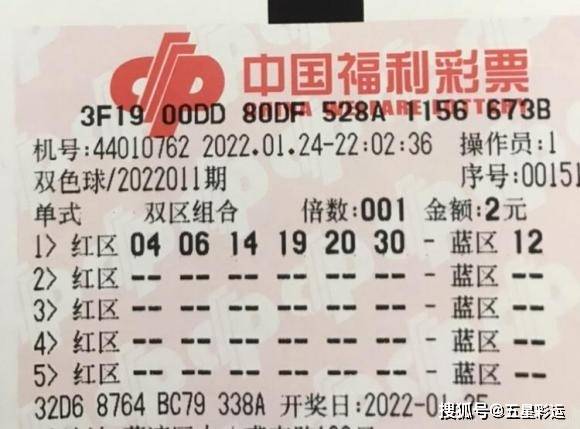 中国福利彩票
CHINA WELFARE LOTTERY
3F19 00DD 80DF 528A 1156 673B
机号:44010762 2022.01.24-22:02:36 操作员:1
双色球/2022011期 序号:00151
单式 双区组合 倍数:001 金额:2元
1> 红区 04 06 14 19 20 30 - 蓝区 12
2> 红区 -- -- -- -- -- -- - 蓝区 --
3> 红区 -- -- -- -- -- -- - 蓝区 --
4> 红区 -- -- -- -- -- -- - 蓝区 --
5> 红区 -- -- -- -- -- -- - 蓝区 --
32D6 8764 BC79 338A 开奖日:2022-01-25
搜狐号@五星彩运